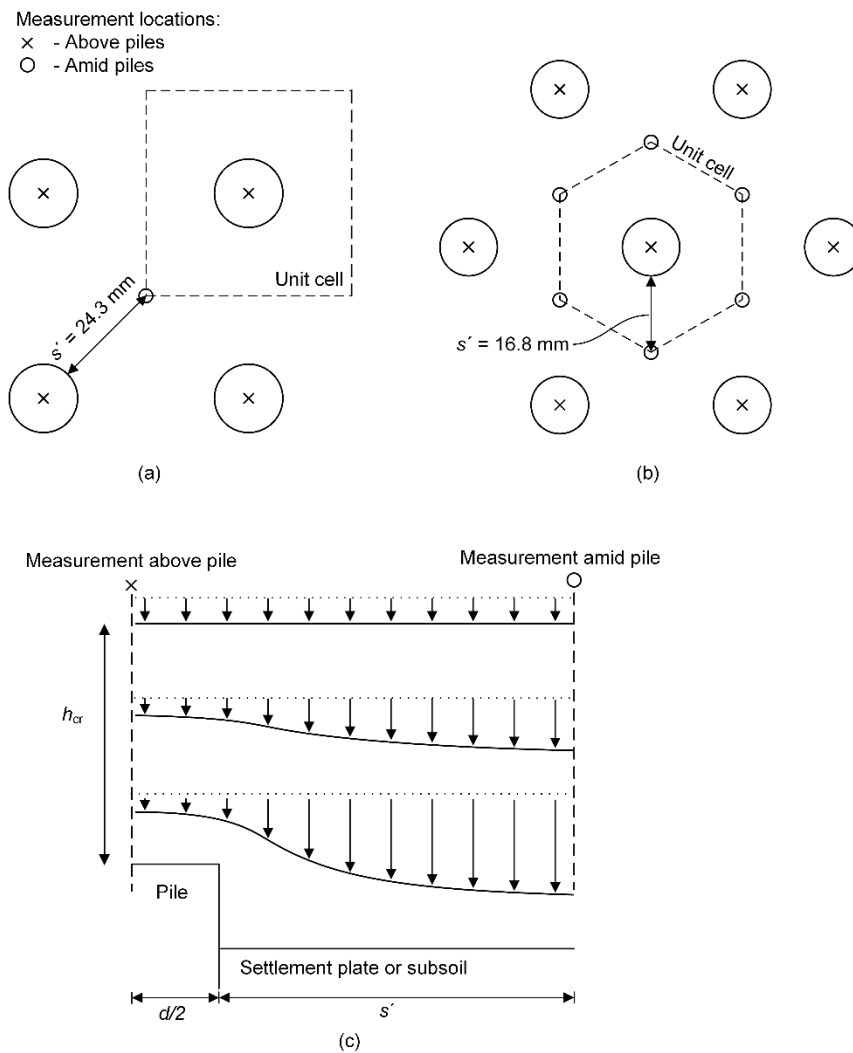 Measurement locations:
× - Above piles
○ - Amid piles
Unit cell
s´ = 24.3 mm
(a)
Unit cell
s´ = 16.8 mm
(b)
Measurement above pile
Measurement amid pile
hcr
Pile
Settlement plate or subsoil
d/2
s´
(c)